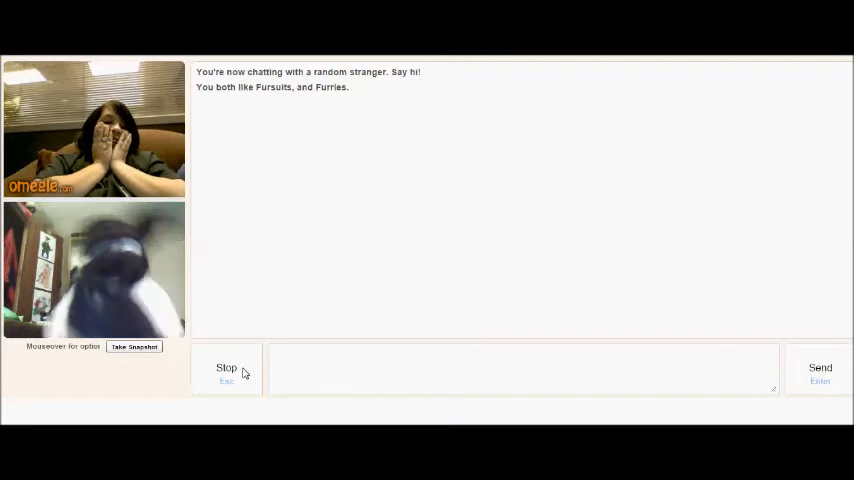 You're now chatting with a random stranger. Say hi!
You both like Fursuits, and Furries.
omegle.com
Mouseover for option
Take Snapshot
Stop
Esc
Send
Enter